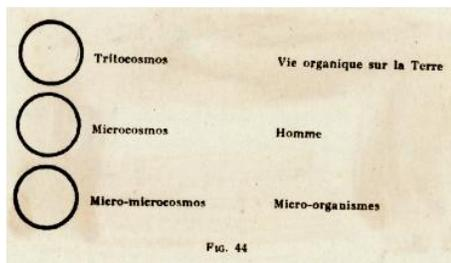 Tritocosmos Vie organique sur la Terre
Microcosmos Homme
Micro-microcosmos Micro-organismes
FIG. 44